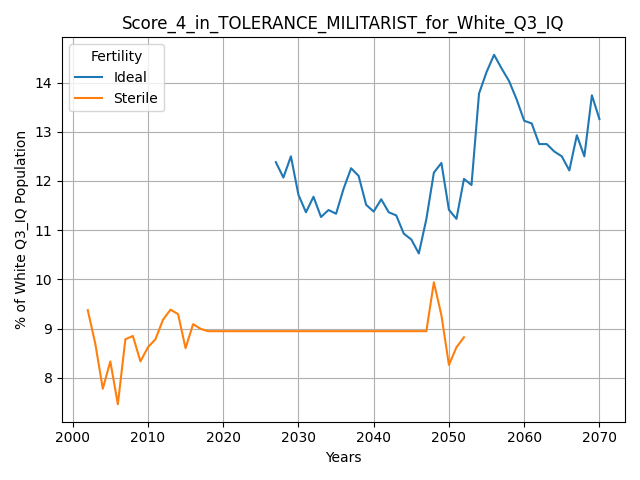 Score_4_in_TOLERANCE_MILITARIST_for_White_Q3_IQ
Fertility
Ideal
Sterile
% of White Q3_IQ Population
14
13
12
11
10
9
8
2000 2010 2020 2030 2040 2050 2060 2070
Years